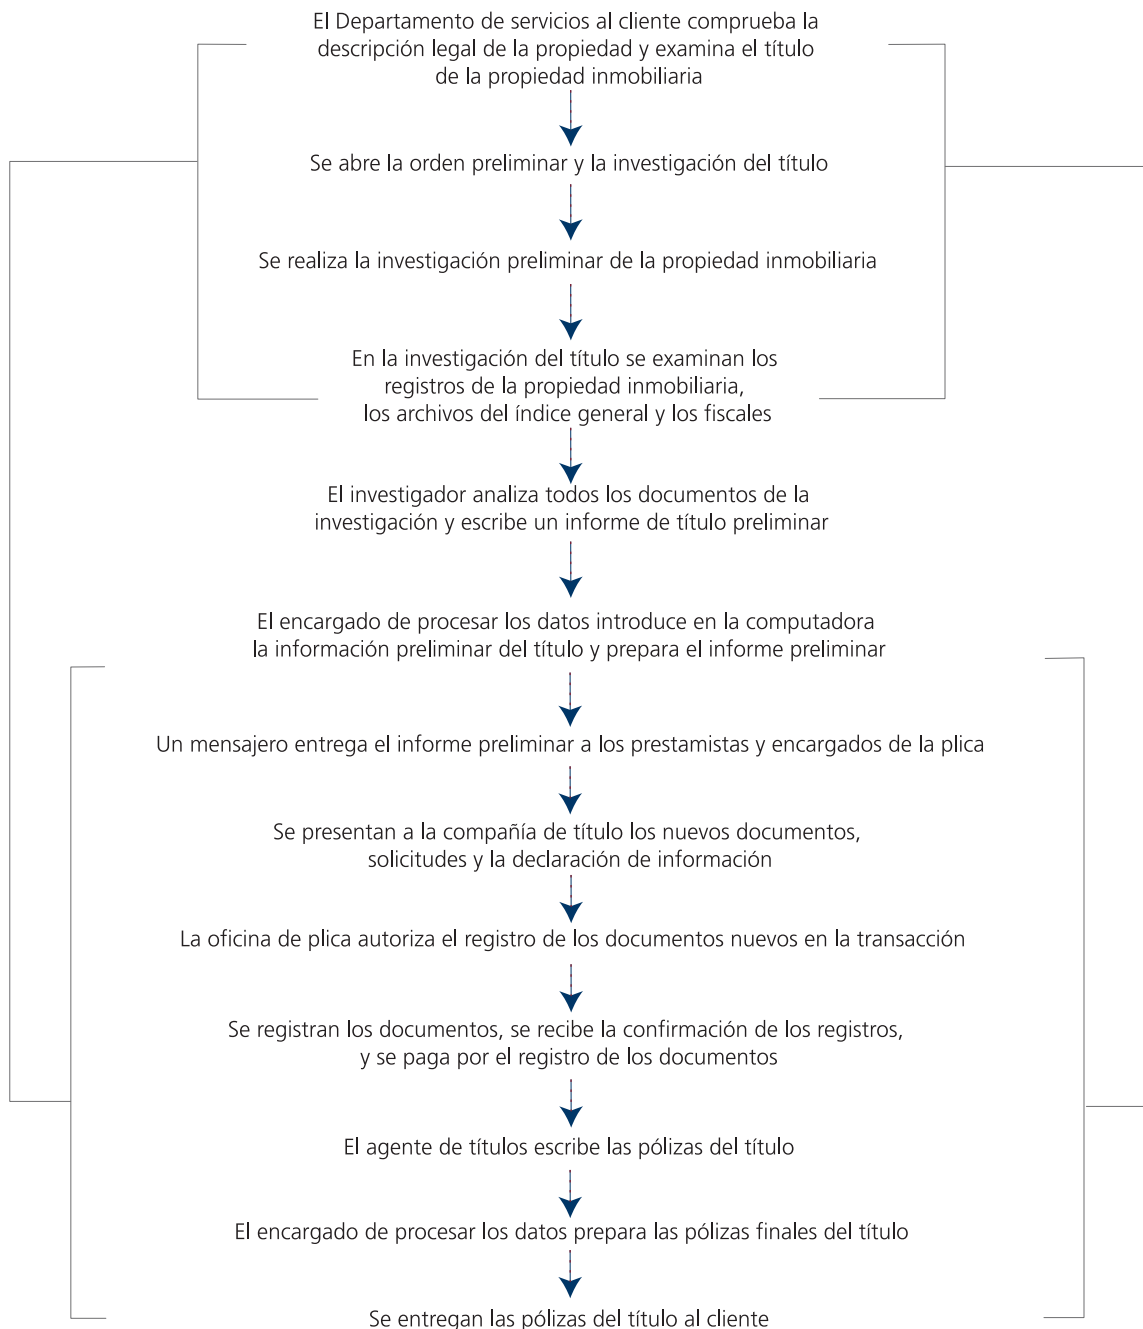 El Departamento de servicios al cliente comprueba la
descripción legal de la propiedad y examina el título
de la propiedad inmobiliaria
Se abre la orden preliminar y la investigación del título
Se realiza la investigación preliminar de la propiedad inmobiliaria
En la investigación del título se examinan los
registros de la propiedad inmobiliaria,
los archivos del índice general y los fiscales
El investigador analiza todos los documentos de la
investigación y escribe un informe de título preliminar
El encargado de procesar los datos introduce en la computadora
la información preliminar del título y prepara el informe preliminar
Un mensajero entrega el informe preliminar a los prestamistas y encargados de la plica
Se presentan a la compañía de título los nuevos documentos,
solicitudes y la declaración de información
La oficina de plica autoriza el registro de los documentos nuevos en la transacción
Se registran los documentos, se recibe la confirmación de los registros,
y se paga por el registro de los documentos
El agente de títulos escribe las pólizas del título
El encargado de procesar los datos prepara las pólizas finales del título
Se entregan las pólizas del título al cliente